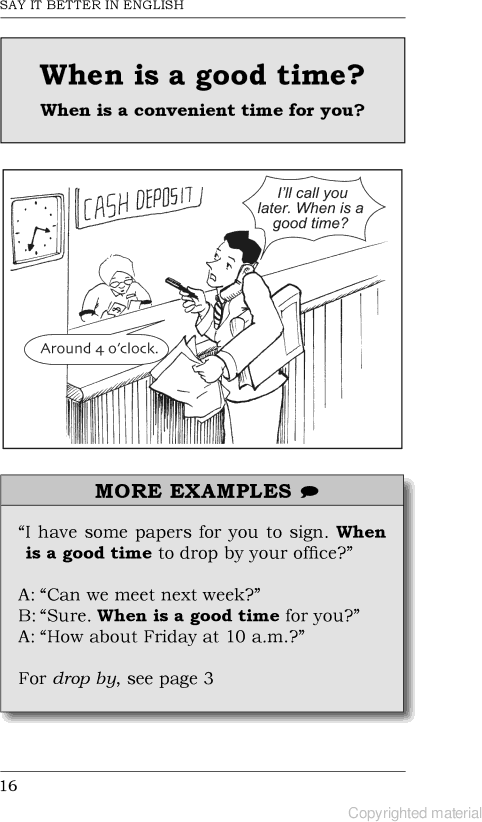 SAY IT BETTER IN ENGLISH
When is a good time?
When is a convenient time for you?
CASH DEPOSIT
I'll call you
later. When is a
good time?
Around 4 o'clock.
MORE EXAMPLES
“I have some papers for you to sign. When
is a good time to drop by your office?”
A: “Can we meet next week?”
B: “Sure. When is a good time for you?”
A: “How about Friday at 10 a.m.?”
For drop by, see page 3
16
Copyrighted material